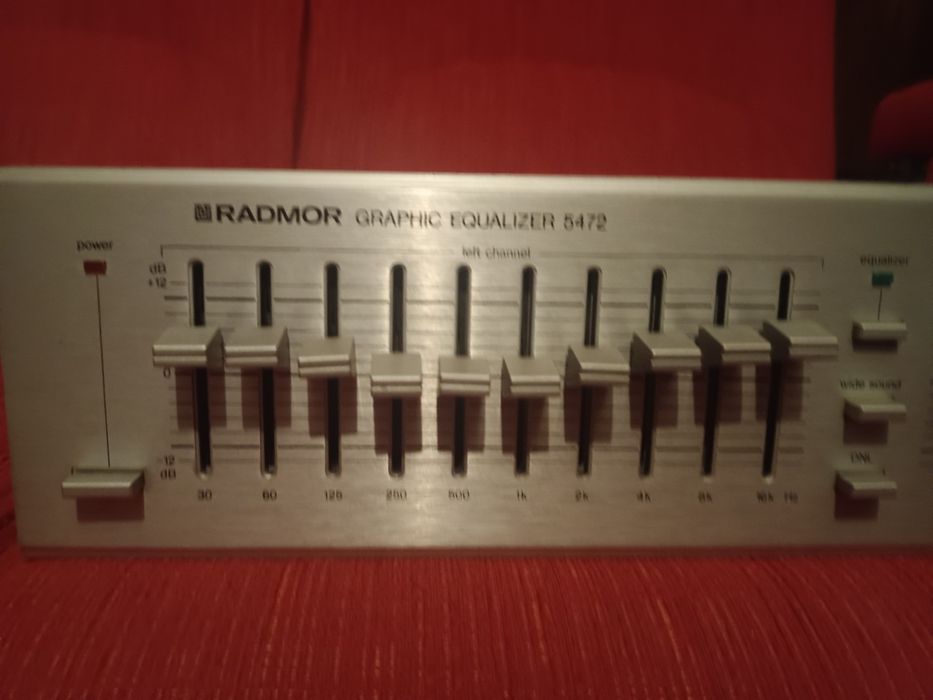 RADMOR GRAPHIC EQUALIZER 5472
power
left channel
equalizer
dB
+12
0
wide sound
-12
dB
DNL
30 60 125 250 500 1k 2k 4k 8k 16k Hz